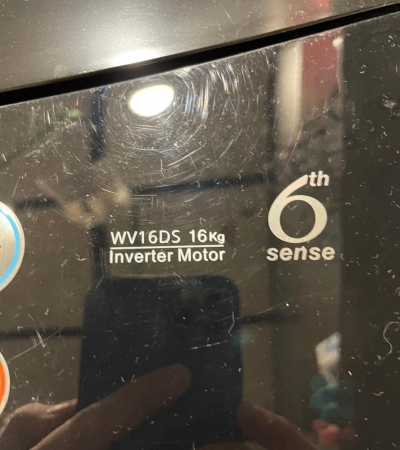 WV16DS 16Kg
Inverter Motor
6th
sense